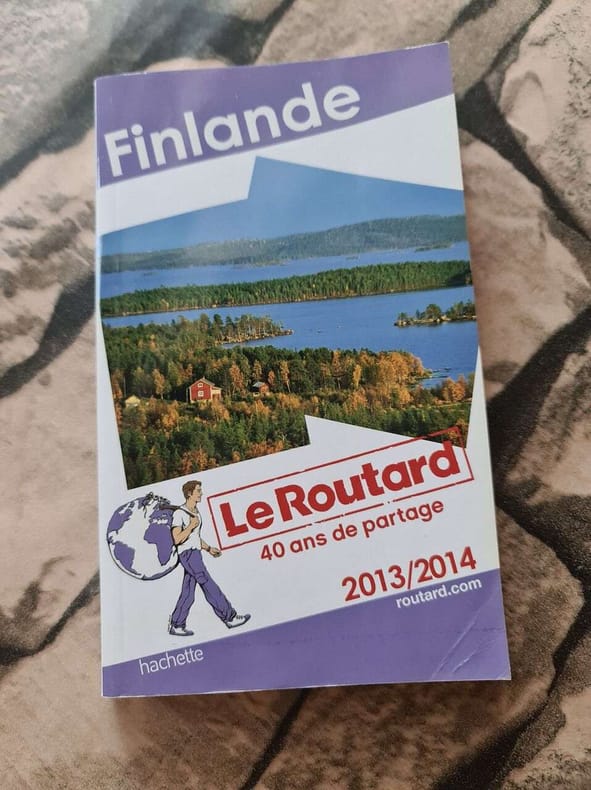 Finlande
Le Routard
40 ans de partage
2013/2014
routard.com
hachette